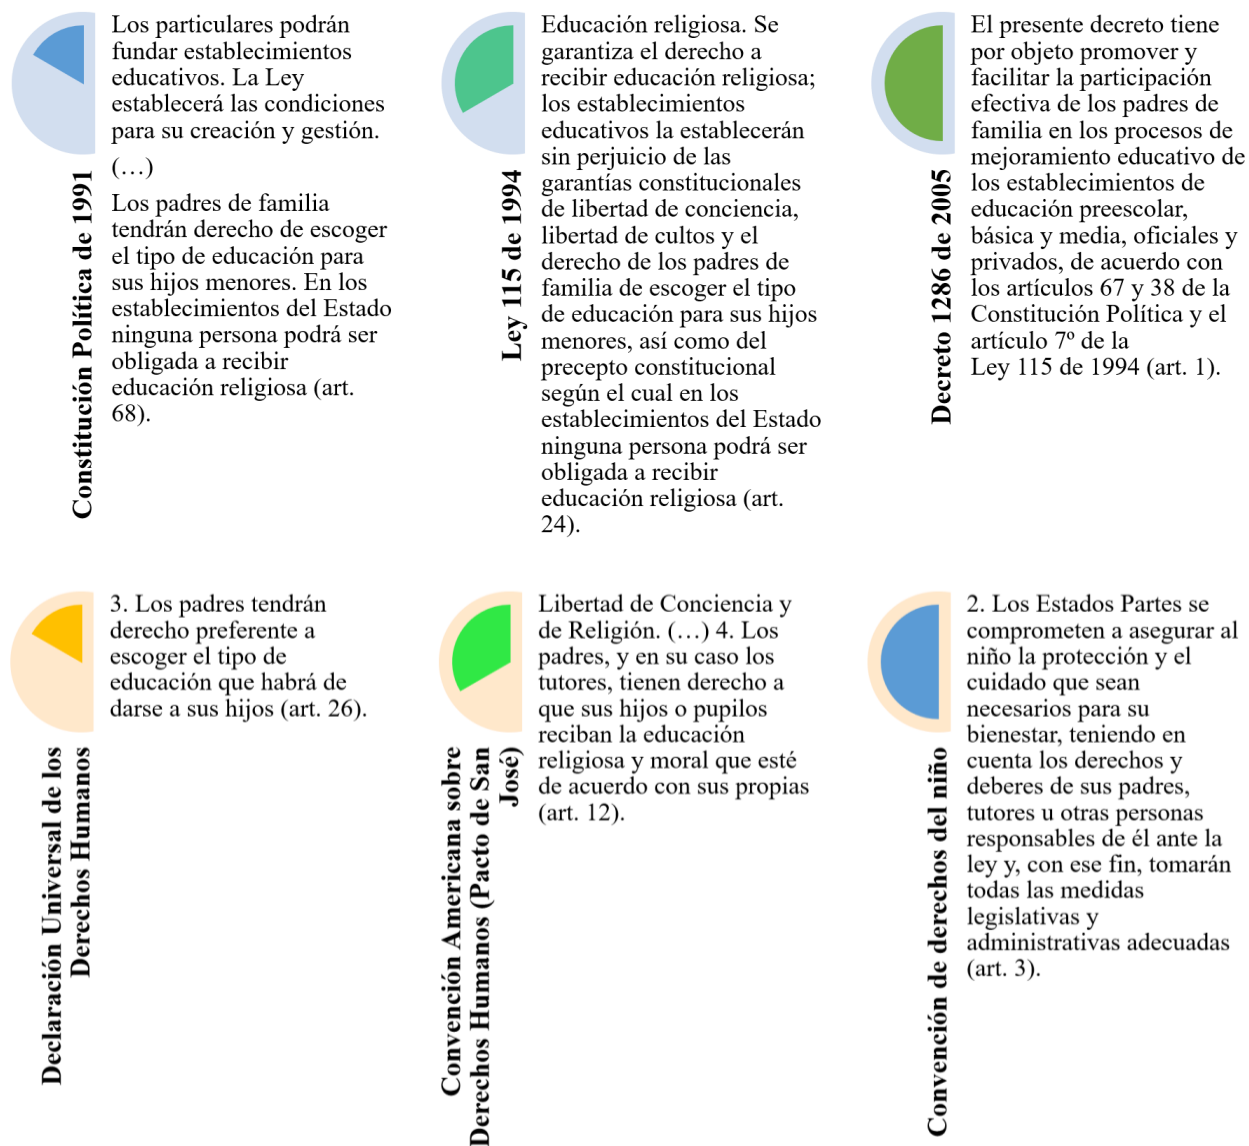 Constitución Política de 1991
Los particulares podrán
fundar establecimientos
educativos. La Ley
establecerá las condiciones
para su creación y gestión.
(…)
Los padres de familia
tendrán derecho de escoger
el tipo de educación para
sus hijos menores. En los
establecimientos del Estado
ninguna persona podrá ser
obligada a recibir
educación religiosa (art.
68).
Ley 115 de 1994
Educación religiosa. Se
garantiza el derecho a
recibir educación religiosa;
los establecimientos
educativos la establecerán
sin perjuicio de las
garantías constitucionales
de libertad de conciencia,
libertad de cultos y el
derecho de los padres de
familia de escoger el tipo
de educación para sus hijos
menores, así como del
precepto constitucional
según el cual en los
establecimientos del Estado
ninguna persona podrá ser
obligada a recibir
educación religiosa (art.
24).
Decreto 1286 de 2005
El presente decreto tiene
por objeto promover y
facilitar la participación
efectiva de los padres de
familia en los procesos de
mejoramiento educativo de
los establecimientos de
educación preescolar,
básica y media, oficiales y
privados, de acuerdo con
los artículos 67 y 38 de la
Constitución Política y el
artículo 7º de la
Ley 115 de 1994 (art. 1).
Declaración Universal de los
Derechos Humanos
3. Los padres tendrán
derecho preferente a
escoger el tipo de
educación que habrá de
darse a sus hijos (art. 26).
Convención Americana sobre
Derechos Humanos (Pacto de San
José)
Libertad de Conciencia y
de Religión. (…) 4. Los
padres, y en su caso los
tutores, tienen derecho a
que sus hijos o pupilos
reciban la educación
religiosa y moral que esté
de acuerdo con sus propias
(art. 12).
Convención de derechos del niño
2. Los Estados Partes se
comprometen a asegurar al
niño la protección y el
cuidado que sean
necesarios para su
bienestar, teniendo en
cuenta los derechos y
deberes de sus padres,
tutores u otras personas
responsables de él ante la
ley y, con ese fin, tomarán
todas las medidas
legislativas y
administrativas adecuadas
(art. 3).